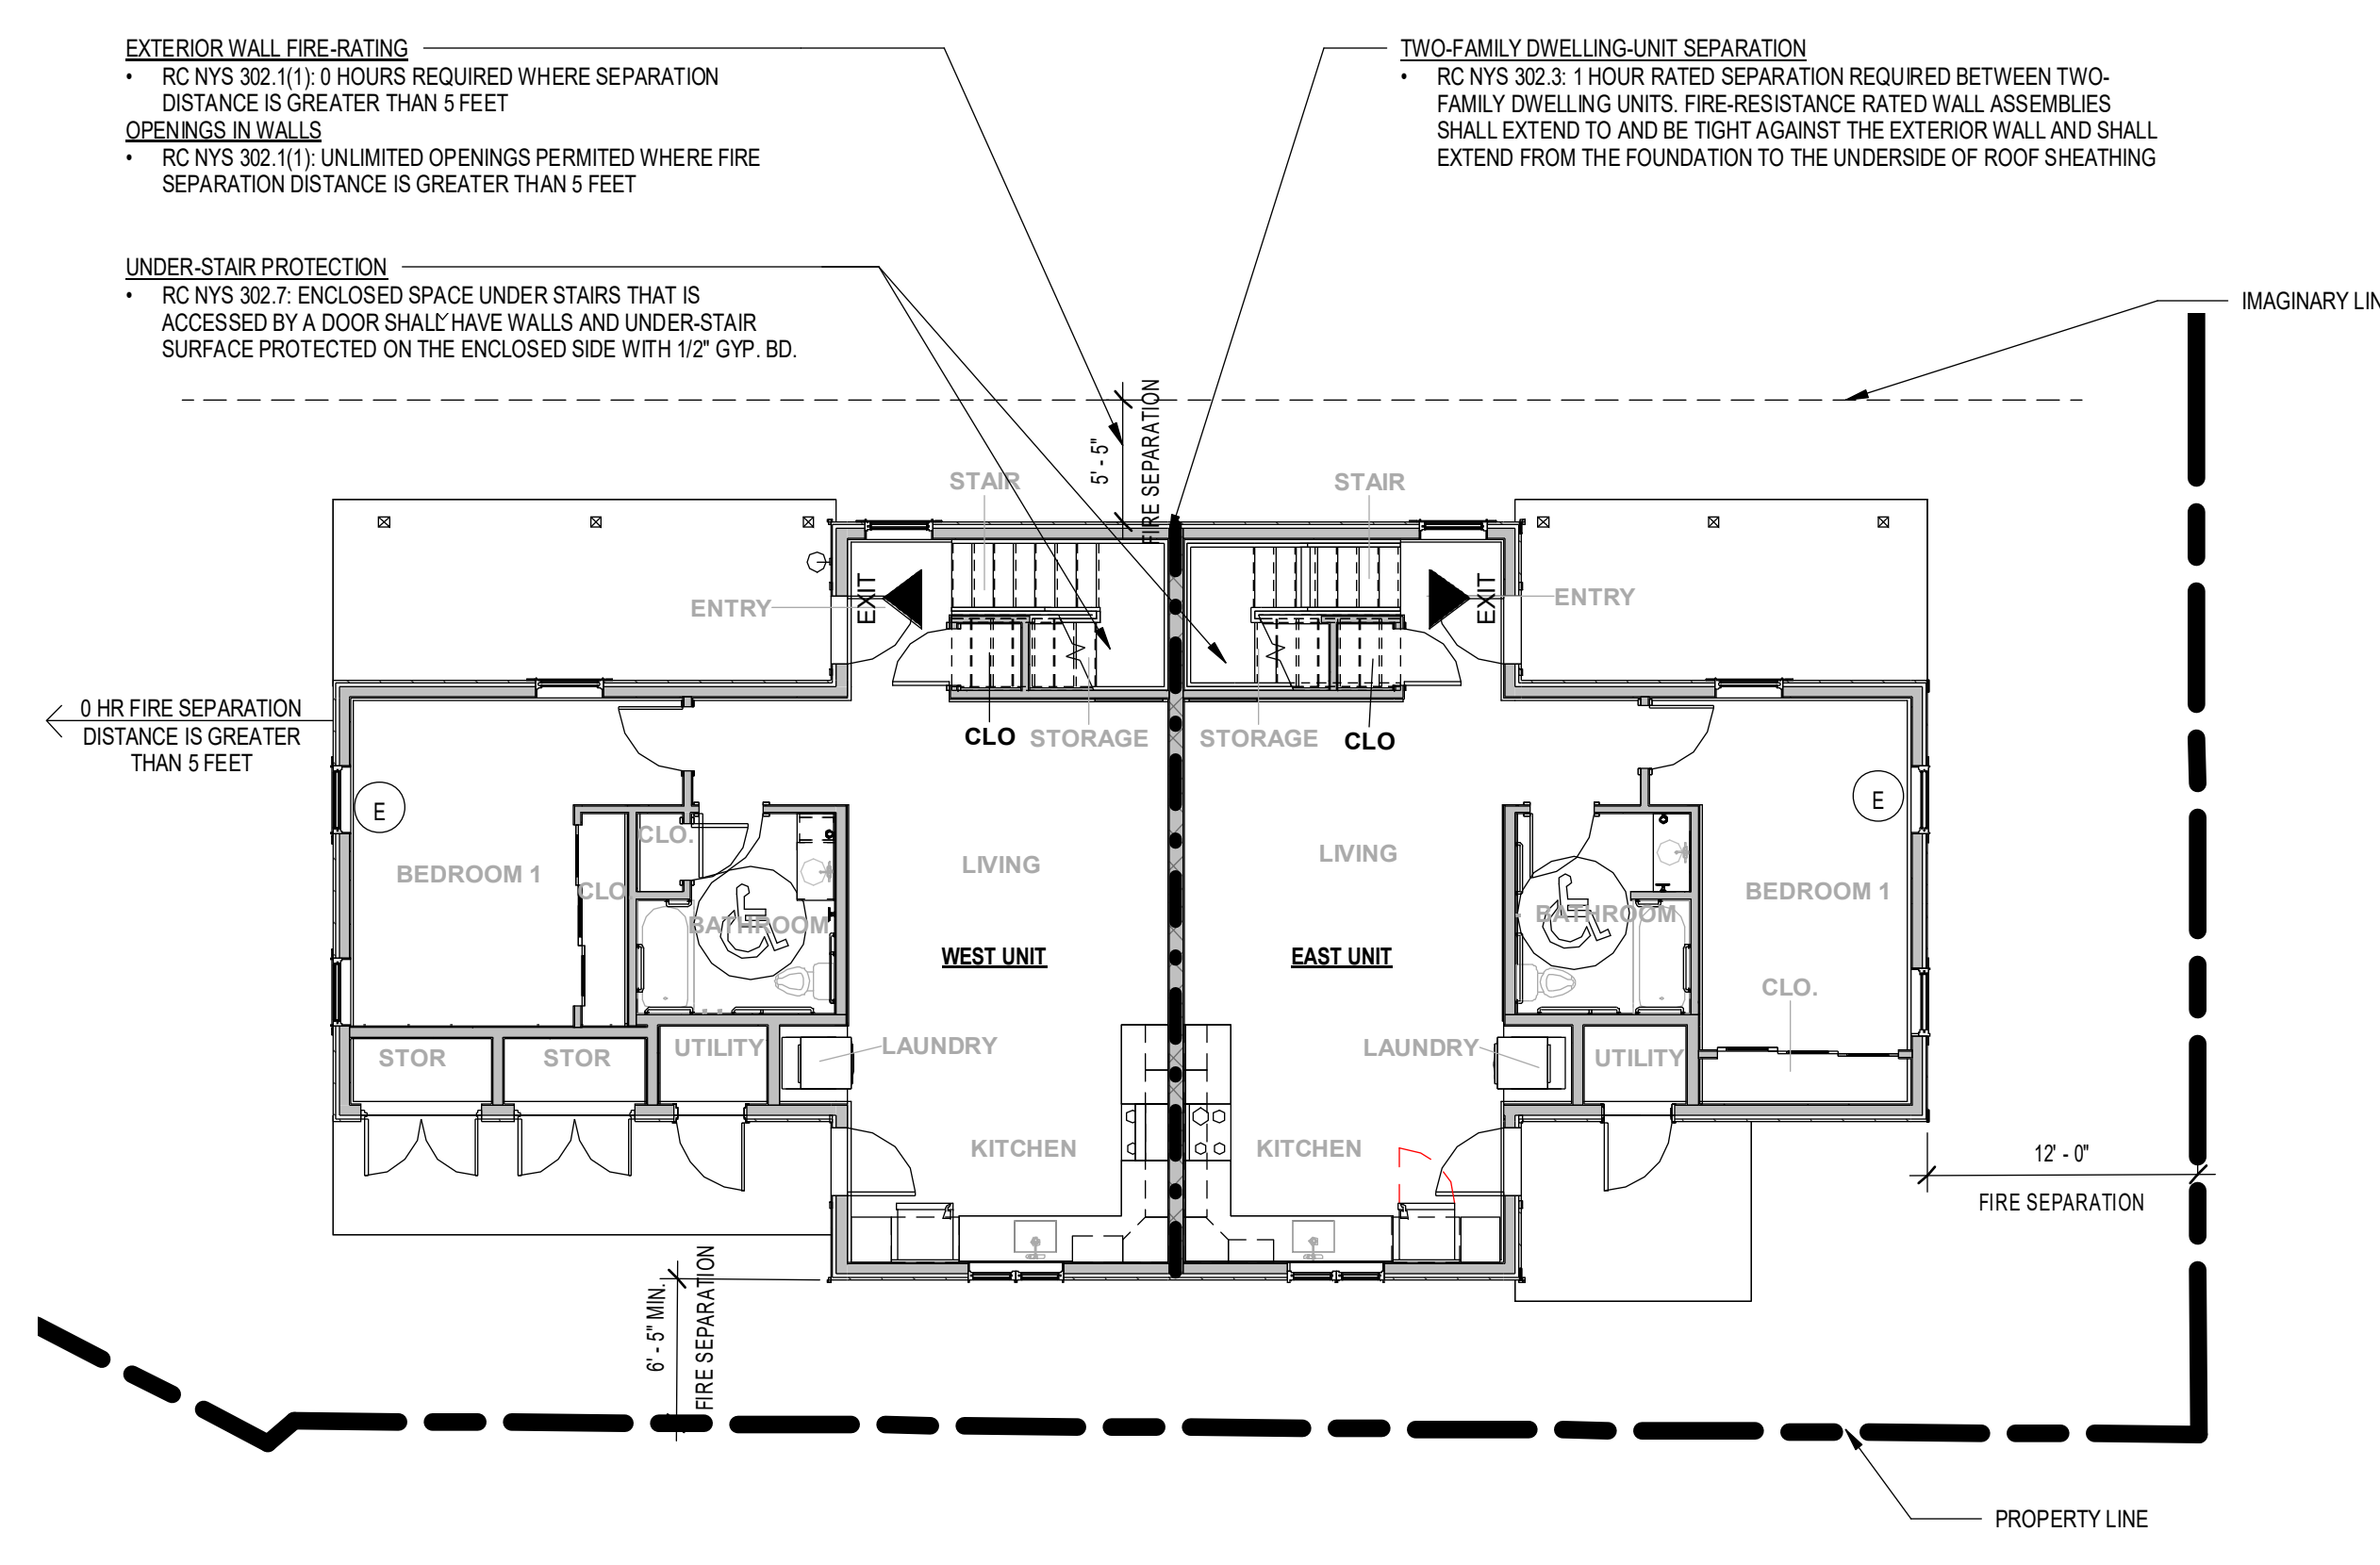 EXTERIOR WALL FIRE-RATING
• RC NYS 302.1(1): 0 HOURS REQUIRED WHERE SEPARATION
DISTANCE IS GREATER THAN 5 FEET
OPENINGS IN WALLS
• RC NYS 302.1(1): UNLIMITED OPENINGS PERMITED WHERE FIRE
SEPARATION DISTANCE IS GREATER THAN 5 FEET
TWO-FAMILY DWELLING-UNIT SEPARATION
• RC NYS 302.3: 1 HOUR RATED SEPARATION REQUIRED BETWEEN TWO-
FAMILY DWELLING UNITS. FIRE-RESISTANCE RATED WALL ASSEMBLIES
SHALL EXTEND TO AND BE TIGHT AGAINST THE EXTERIOR WALL AND SHALL
EXTEND FROM THE FOUNDATION TO THE UNDERSIDE OF ROOF SHEATHING
UNDER-STAIR PROTECTION
• RC NYS 302.7: ENCLOSED SPACE UNDER STAIRS THAT IS
ACCESSED BY A DOOR SHALL HAVE WALLS AND UNDER-STAIR
SURFACE PROTECTED ON THE ENCLOSED SIDE WITH 1/2" GYP. BD.
IMAGINARY LIN
5' - 5"
FIRE SEPARATION
STAIR
STAIR
ENTRY
EXIT
EXIT
ENTRY
0 HR FIRE SEPARATION
DISTANCE IS GREATER
THAN 5 FEET
CLO
STORAGE
STORAGE
CLO
E
E
CLO.
LIVING
LIVING
BEDROOM 1
CLO
BEDROOM 1
BATHROOM
BATHROOM
WEST UNIT
EAST UNIT
CLO.
STOR
STOR
UTILITY
LAUNDRY
LAUNDRY
UTILITY
KITCHEN
KITCHEN
12' - 0"
FIRE SEPARATION
6' - 5" MIN.
FIRE SEPARATION
PROPERTY LINE